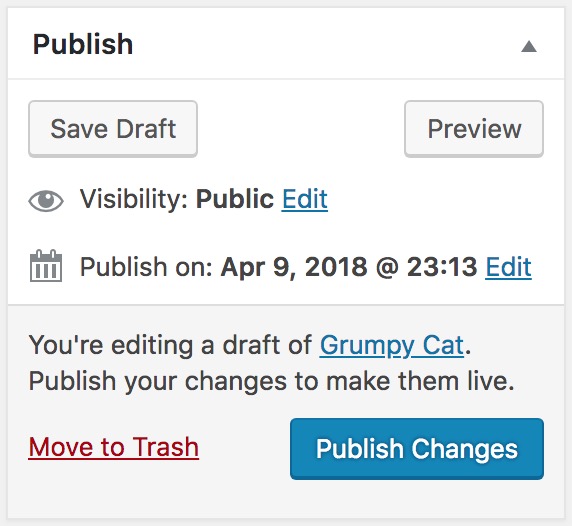 Publish
Save Draft
Preview
Visibility: Public Edit
Publish on: Apr 9, 2018 @ 23:13 Edit
You're editing a draft of Grumpy Cat.
Publish your changes to make them live.
Move to Trash
Publish Changes